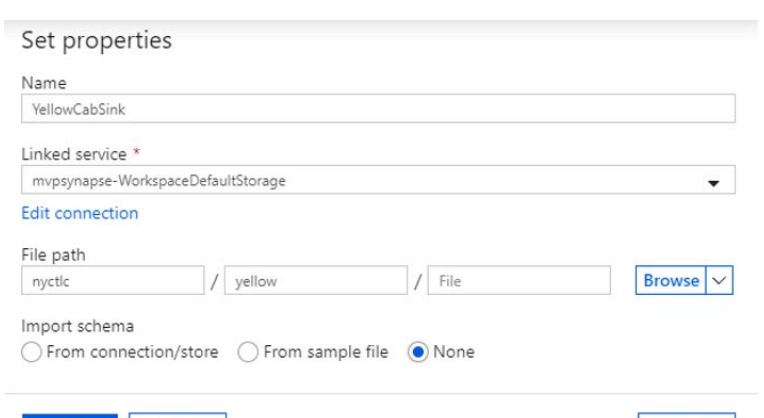 Set properties
Name
YellowCabSink
Linked service *
mvpsynapse-WorkspaceDefaultStorage
Edit connection
File path
nyctlc / yellow / File Browse
Import schema
From connection/store From sample file None